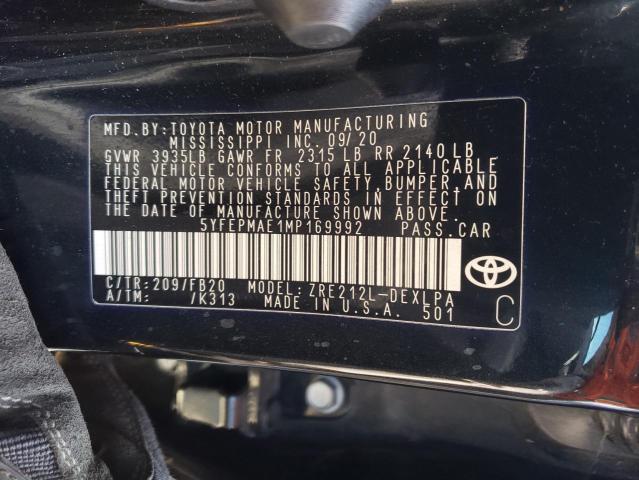 MFD. BY: TOYOTA MOTOR MANUFACTURING
MISSISSIPPI INC. 09/20
GVWR 3935LB GAWR FR 2315 LB RR 2140 LB
THIS VEHICLE CONFORMS TO ALL APPLICABLE
FEDERAL MOTOR VEHICLE SAFETY, BUMPER, AND
THEFT PREVENTION STANDARDS IN EFFECT ON
THE DATE OF MANUFACTURE SHOWN ABOVE.
5YFEPMAE1MP169992 PASS. CAR
C/TR: 209/FB20 MODEL: ZRE212L-DEXLPA
A/TM: /K313 MADE IN U.S.A. 501
C